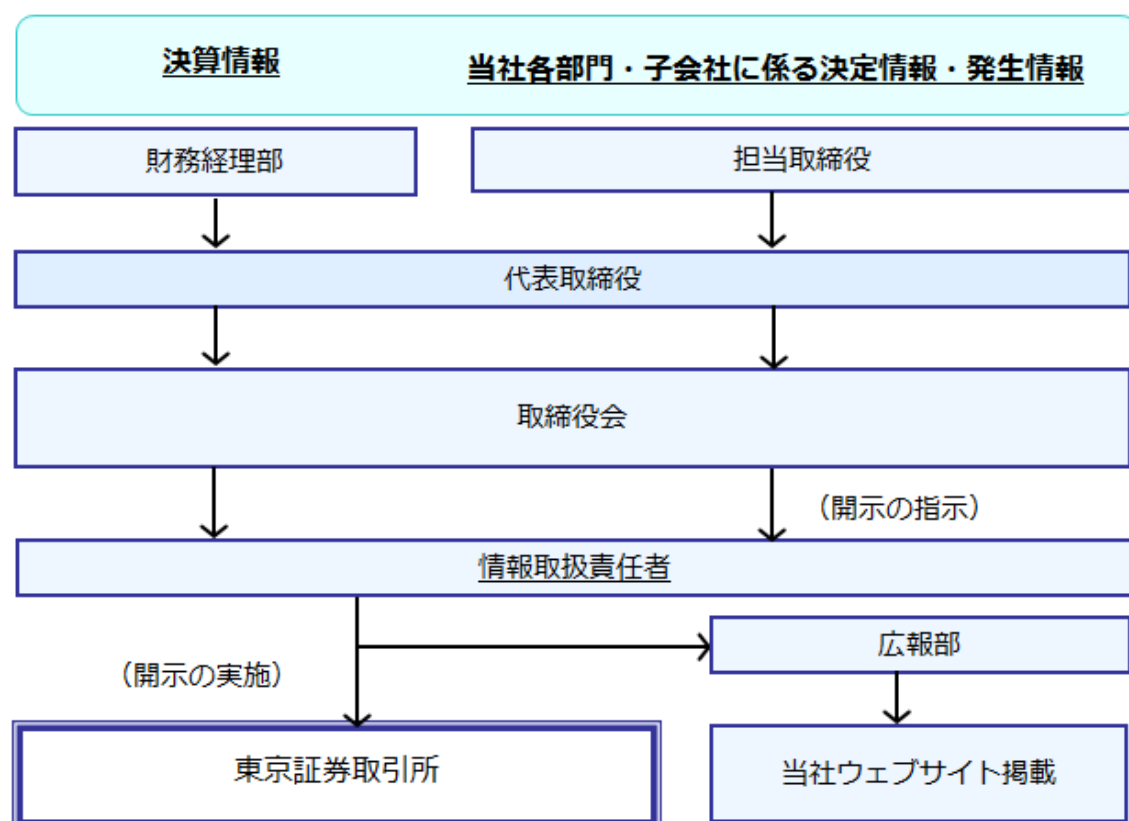 決算情報
当社各部門・子会社に係る決定情報・発生情報
財務経理部
担当取締役
代表取締役
取締役会
（開示の指示）
情報取扱責任者
広報部
（開示の実施）
東京証券取引所
当社ウェブサイト掲載